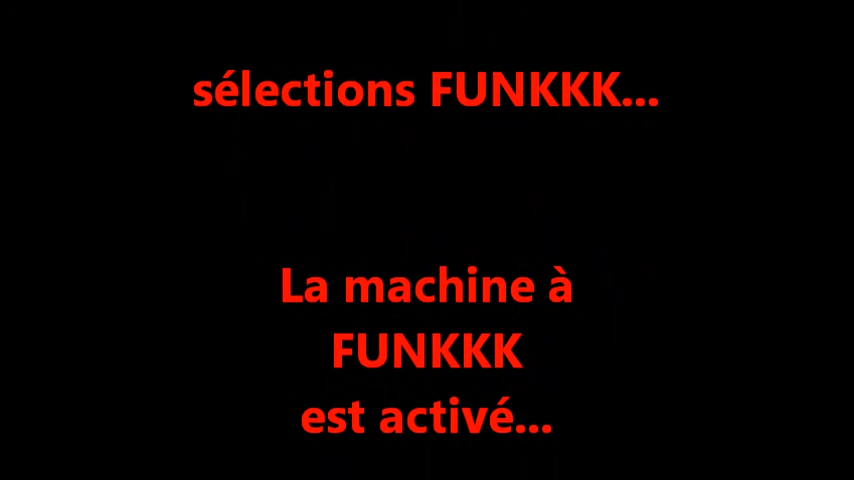 sélections FUNKKK...
La machine à
FUNKKK
est activé...